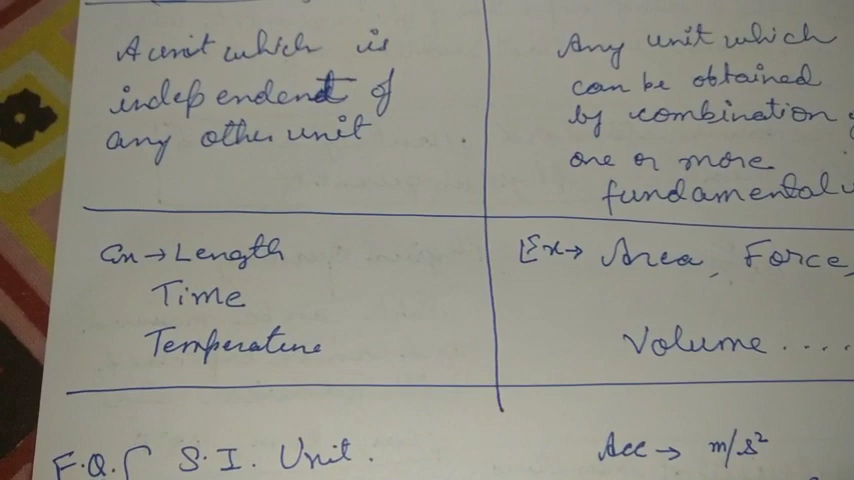 A unit which is
independent of
any other unit
Any unit which
can be obtained
by combination
one or more
fundamental
Ex → Length
Time
Temperature
Ex → Area, Force,
Volume ....
F.Q. S.I. Unit.
Acc → m/s²